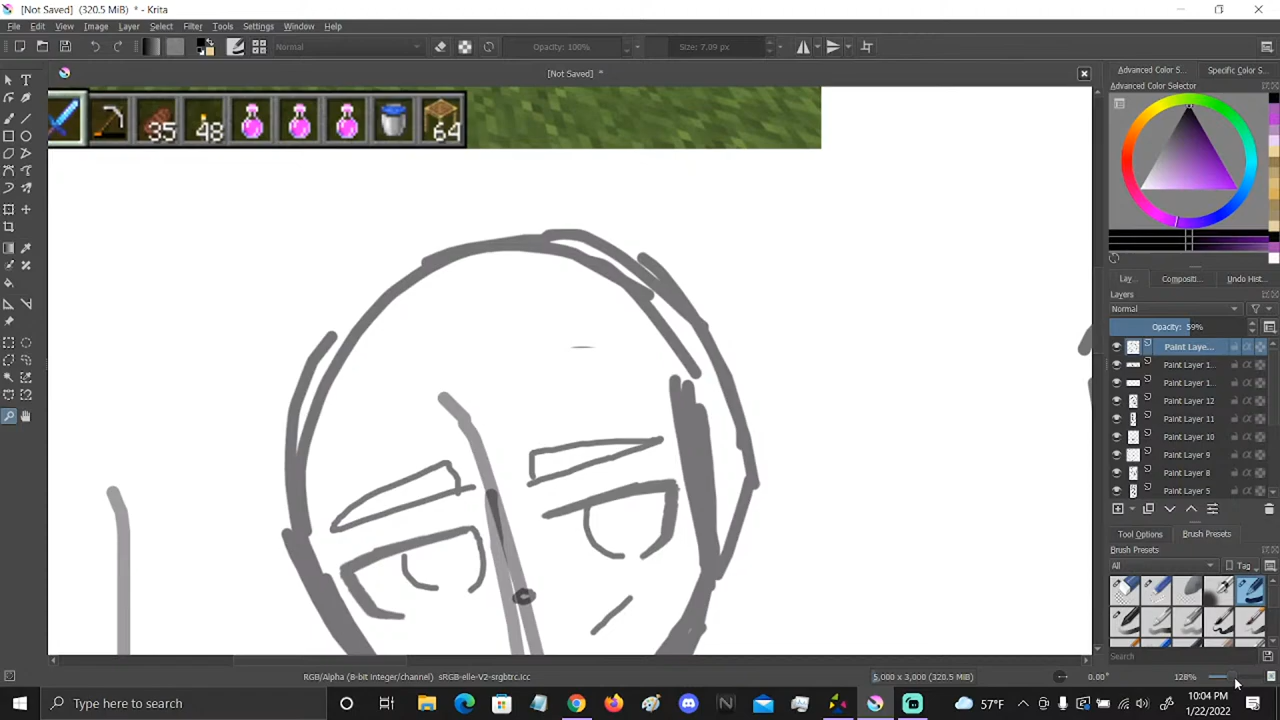 [Not Saved] (320.5 MiB) * - Krita
File Edit View Image Layer Select Filter Tools Settings Window Help
Normal Opacity: 100% Size: 7.09 px
[Not Saved] *
35 48 64
Advanced Color S... Specific Color S...
Advanced Color Selector
Lay... Compositi... Undo Hist...
Layers
Normal
Opacity: 59%
Paint Laye...
Paint Layer 1...
Paint Layer 1...
Paint Layer 12
Paint Layer 11
Paint Layer 10
Paint Layer 9
Paint Layer 8
Paint Layer 5
Tool Options Brush Presets
Brush Presets
All Tag
Search
RGB/Alpha (8-bit integer/channel) sRGB-elle-V2-srgbtrc.icc 5,000 x 3,000 (320.5 MiB) 0.00° 128%
Type here to search
57°F
10:04 PM
1/22/2022